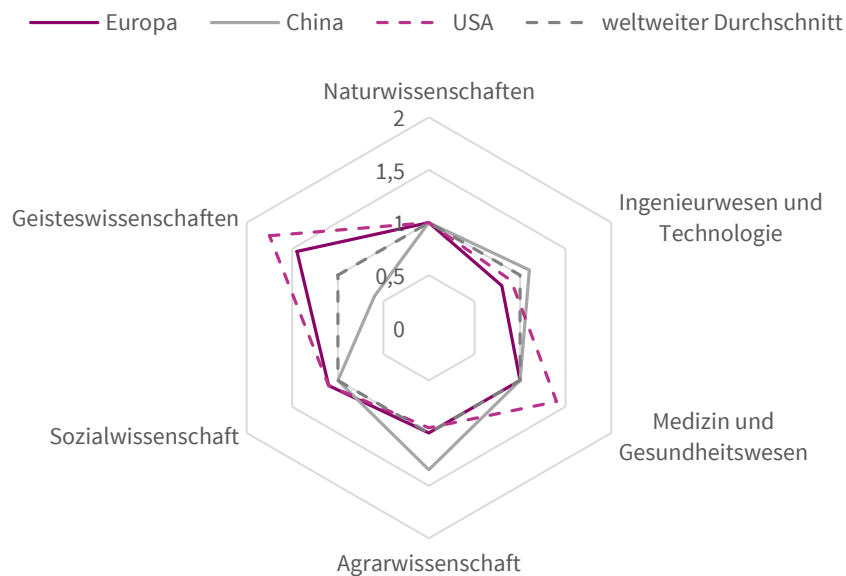 Europa China USA weltweiter Durchschnitt
Naturwissenschaften
2
1,5
1
0,5
0
Ingenieurwesen und
Technologie
Medizin und
Gesundheitswesen
Agrarwissenschaft
Sozialwissenschaft
Geisteswissenschaften